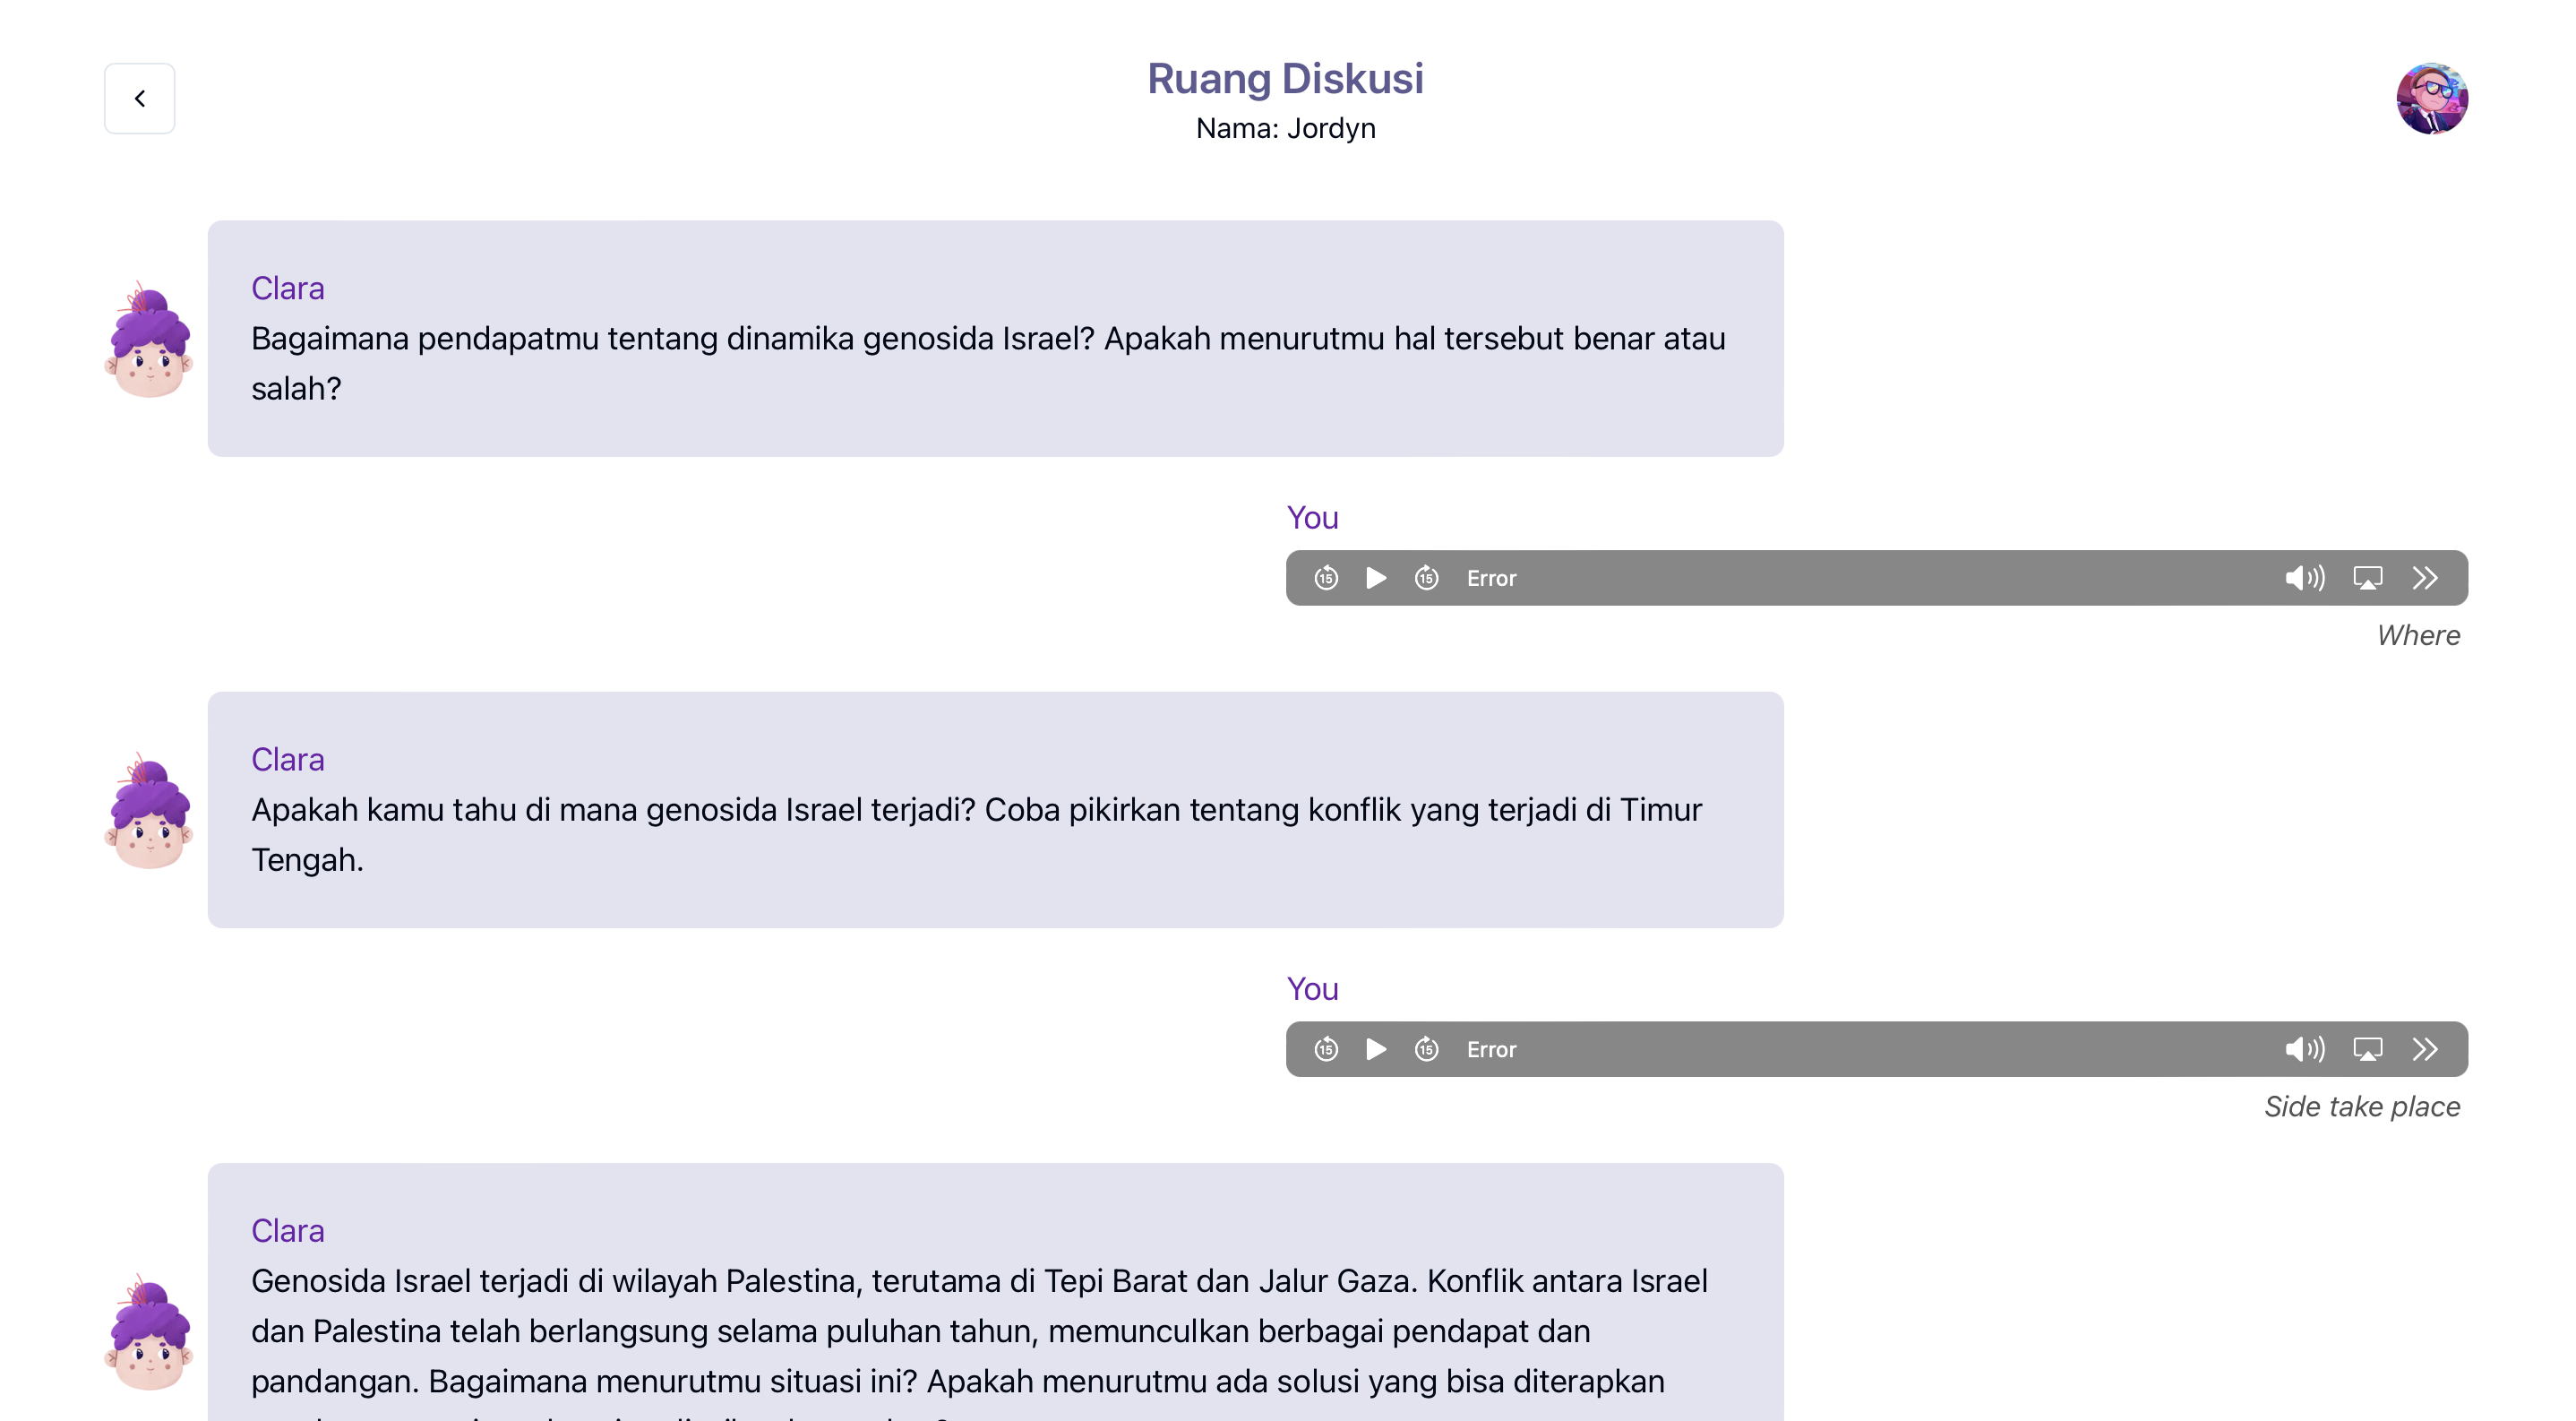 Ruang Diskusi
Nama: Jordyn
Clara
Bagaimana pendapatmu tentang dinamika genosida Israel? Apakah menurutmu hal tersebut benar atau
salah?
You
15 15 Error
Where
Clara
Apakah kamu tahu di mana genosida Israel terjadi? Coba pikirkan tentang konflik yang terjadi di Timur
Tengah.
You
15 15 Error
Side take place
Clara
Genosida Israel terjadi di wilayah Palestina, terutama di Tepi Barat dan Jalur Gaza. Konflik antara Israel
dan Palestina telah berlangsung selama puluhan tahun, memunculkan berbagai pendapat dan
pandangan. Bagaimana menurutmu situasi ini? Apakah menurutmu ada solusi yang bisa diterapkan